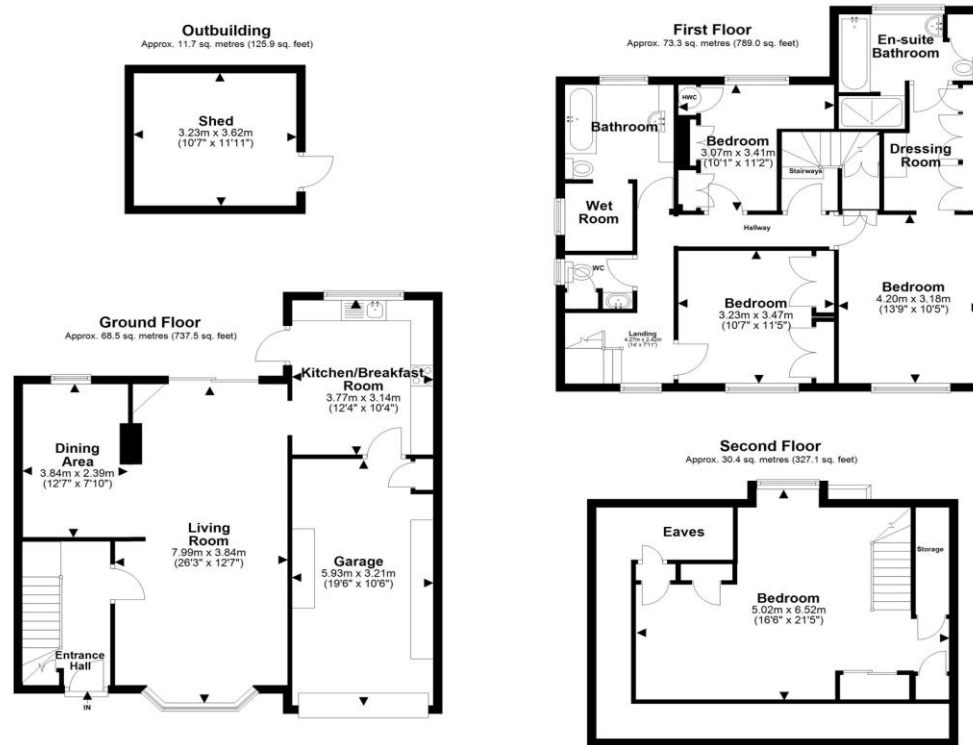 Outbuilding
Approx. 11.7 sq. metres (125.9 sq. feet)
Shed
3.23m x 3.62m
(10'7" x 11'11")
First Floor
Approx. 73.3 sq. metres (789.0 sq. feet)
En-suite
Bathroom
HWC
Bathroom
Bedroom
3.07m x 3.41m
(10'1" x 11'2")
Stairways
Dressing
Room
Wet
Room
Hallway
WC
Bedroom
3.23m x 3.47m
(10'7" x 11'5")
Bedroom
4.20m x 3.18m
(13'9" x 10'5")
Landing
4.27m x 2.42m
(14' x 7'11")
Ground Floor
Approx. 68.5 sq. metres (737.5 sq. feet)
Kitchen/Breakfast
Room
3.77m x 3.14m
(12'4" x 10'4")
Dining
Area
3.84m x 2.39m
(12'7" x 7'10")
Living
Room
7.99m x 3.84m
(26'3" x 12'7")
Garage
5.93m x 3.21m
(19'6" x 10'6")
Entrance
Hall
IN
Second Floor
Approx. 30.4 sq. metres (327.1 sq. feet)
Eaves
Storage
Bedroom
5.02m x 6.52m
(16'6" x 21'5")